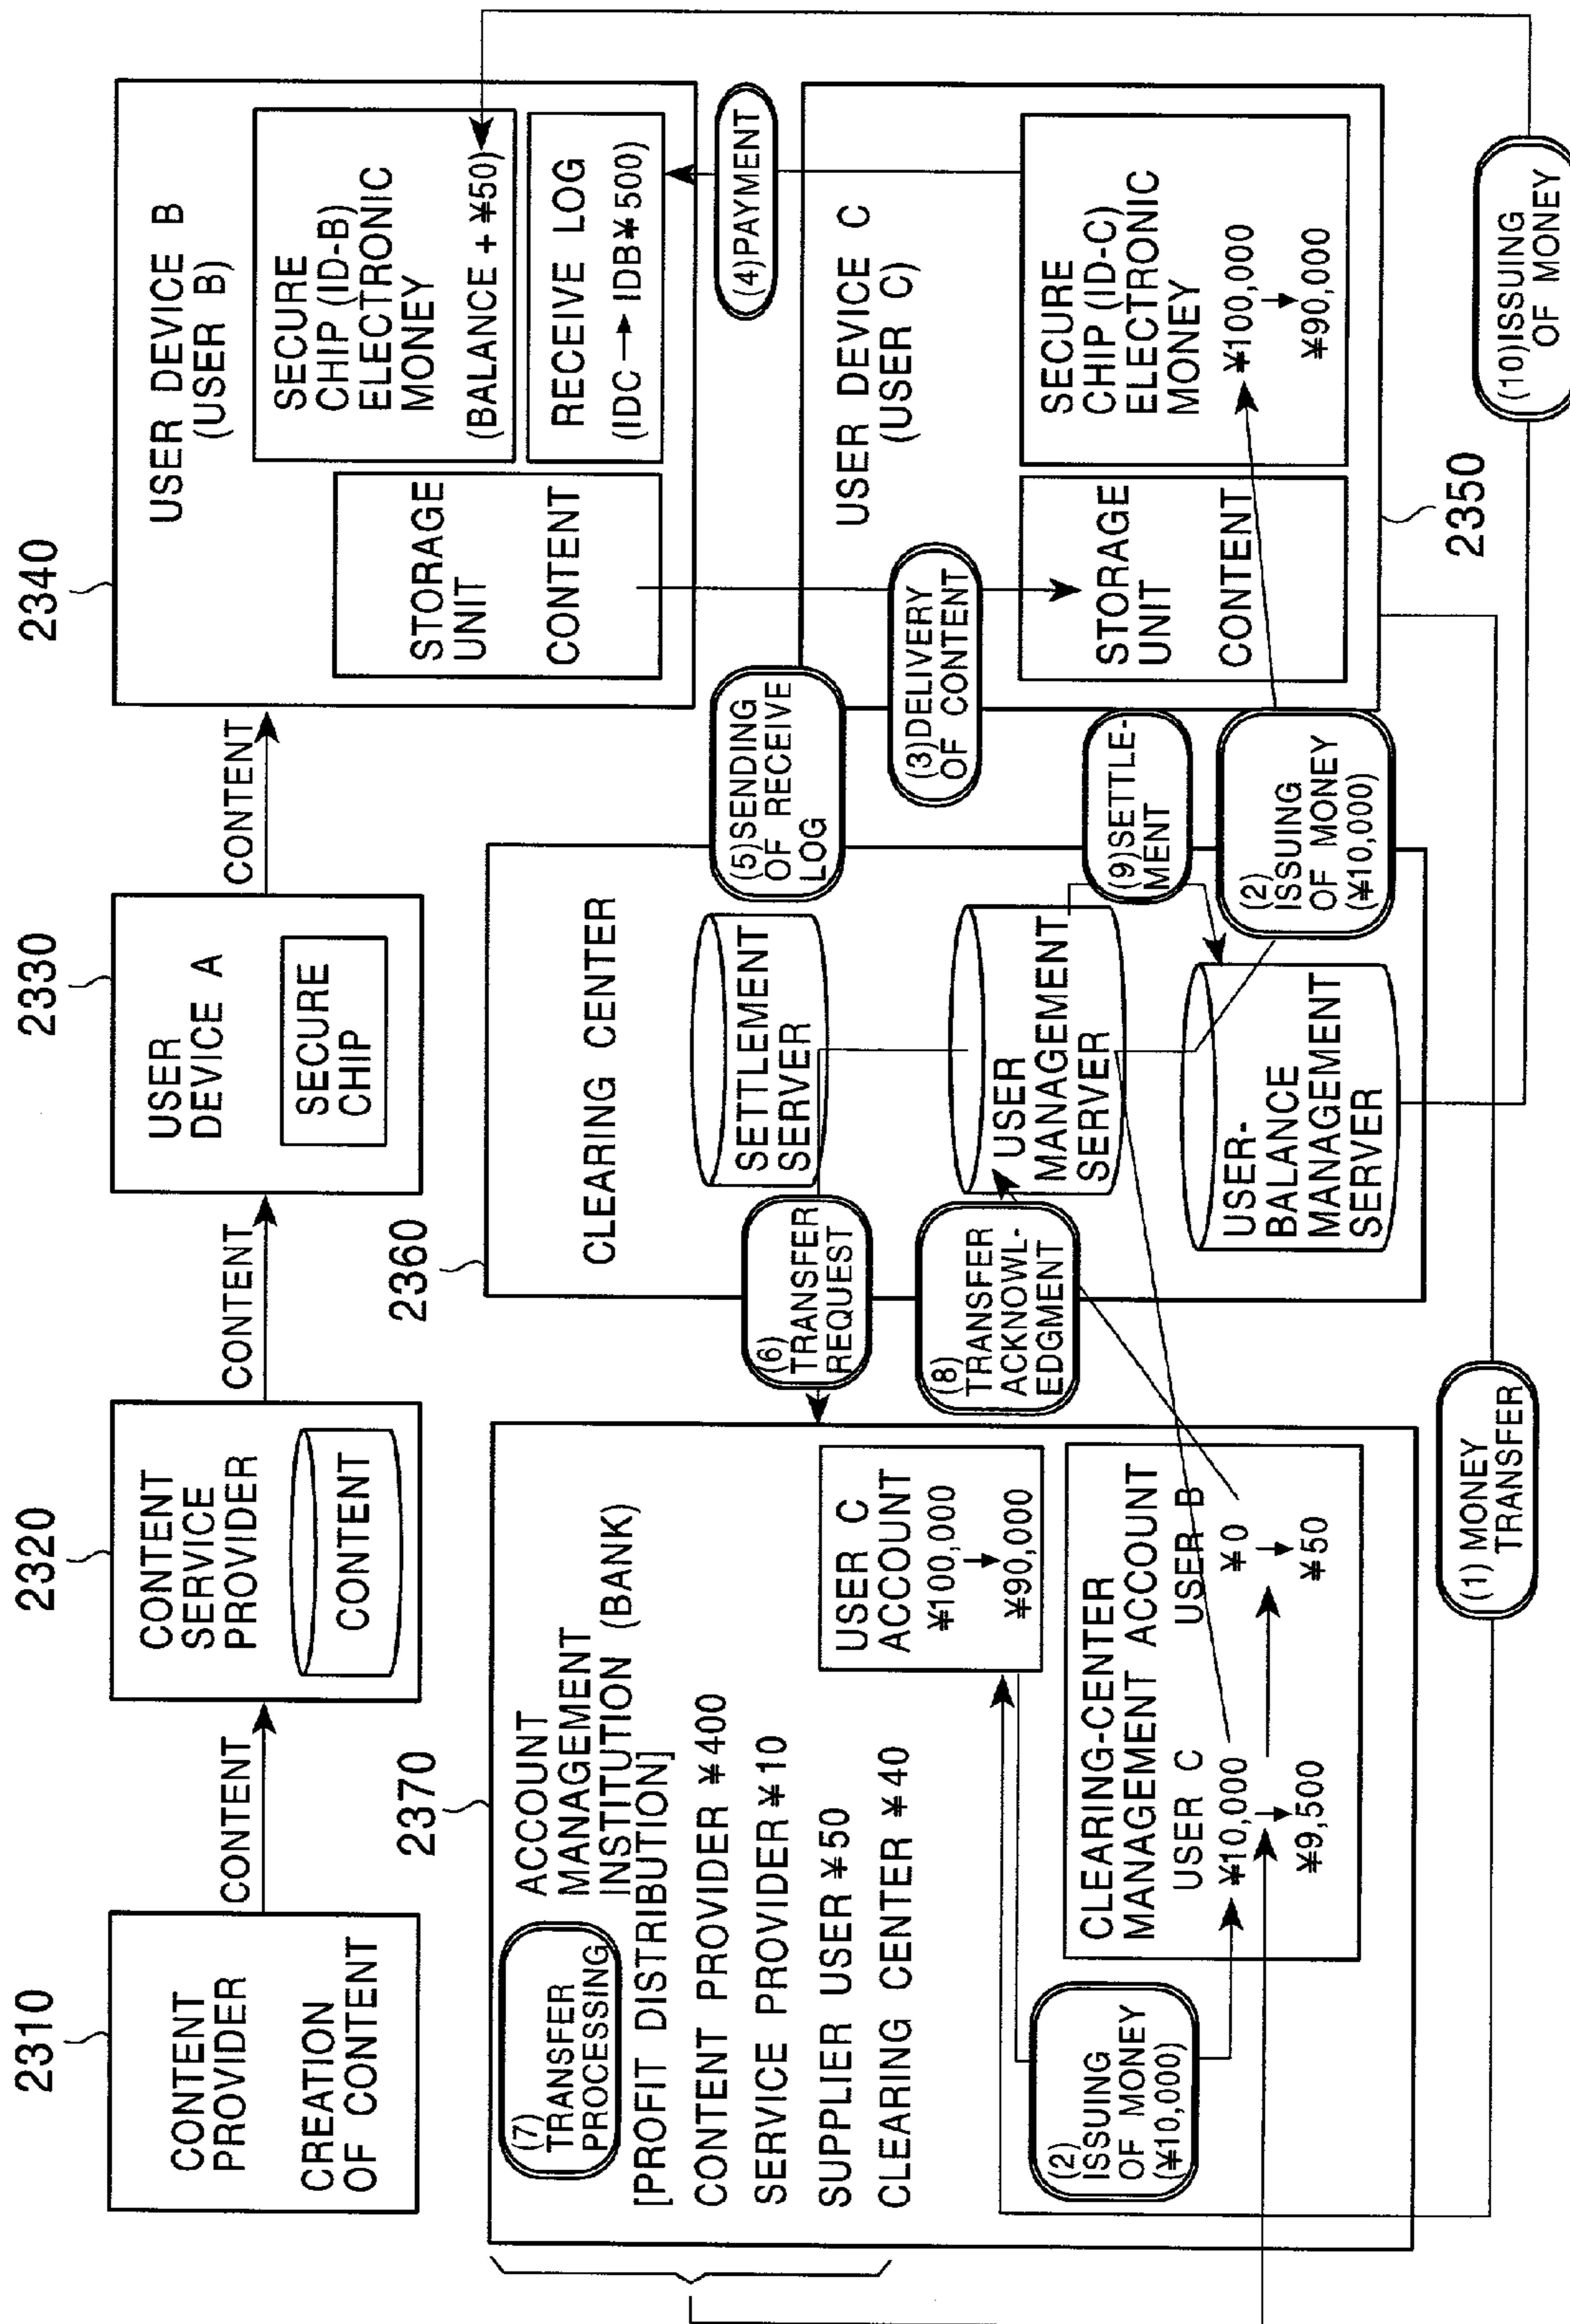 2310
CONTENT
PROVIDER
CREATION
OF CONTENT
CONTENT
2320
CONTENT
SERVICE
PROVIDER
CONTENT
CONTENT
2330
USER
DEVICE A
SECURE
CHIP
CONTENT
2340
USER DEVICE B
(USER B)
STORAGE
UNIT
CONTENT
SECURE
CHIP (ID-B)
ELECTRONIC
MONEY
(BALANCE + ¥50)
RECEIVE LOG
(IDC → IDB¥500)
2370
(7)
TRANSFER
PROCESSING
ACCOUNT
MANAGEMENT
INSTITUTION (BANK)
[PROFIT DISTRIBUTION]
CONTENT PROVIDER ¥400
SERVICE PROVIDER ¥10
SUPPLIER USER ¥50
CLEARING CENTER ¥40
USER C
ACCOUNT
¥100,000
¥90,000
(2)
ISSUING
OF MONEY
(¥10,000)
CLEARING-CENTER
MANAGEMENT ACCOUNT
USER C
¥10,000
¥9,500
USER B
¥0
¥50
(1) MONEY
TRANSFER
2360
CLEARING CENTER
SETTLEMENT
SERVER
USER
MANAGEMENT
SERVER
USER-
BALANCE
MANAGEMENT
SERVER
(6)
TRANSFER
REQUEST
(8)
TRANSFER
ACKNOWL-
EDGMENT
(5)SENDING
OF RECEIVE
LOG
(3)DELIVERY
OF CONTENT
(9)SETTLE-
MENT
(2)
ISSUING
OF MONEY
(¥10,000)
(4)PAYMENT
USER DEVICE C
(USER C)
STORAGE
UNIT
CONTENT
SECURE
CHIP (ID-C)
ELECTRONIC
MONEY
¥100,000
¥90,000
2350
(10)ISSUING
OF MONEY